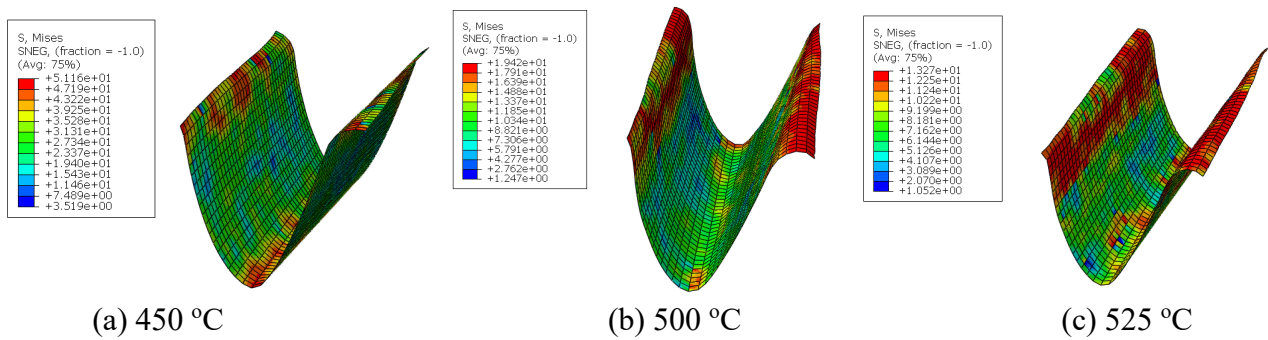 S, Mises
SNEG, (fraction = -1.0)
(Avg: 75%)
+5.116e+01
+4.719e+01
+4.322e+01
+3.925e+01
+3.528e+01
+3.131e+01
+2.734e+01
+2.337e+01
+1.940e+01
+1.543e+01
+1.146e+01
+7.489e+00
+3.519e+00
(a) 450 °C
S, Mises
SNEG, (fraction = -1.0)
(Avg: 75%)
+1.942e+01
+1.791e+01
+1.639e+01
+1.488e+01
+1.337e+01
+1.185e+01
+1.034e+01
+8.821e+00
+7.306e+00
+5.791e+00
+4.277e+00
+2.762e+00
+1.247e+00
(b) 500 °C
S, Mises
SNEG, (fraction = -1.0)
(Avg: 75%)
+1.327e+01
+1.225e+01
+1.124e+01
+1.022e+01
+9.199e+00
+8.181e+00
+7.162e+00
+6.144e+00
+5.126e+00
+4.107e+00
+3.089e+00
+2.070e+00
+1.052e+00
(c) 525 °C